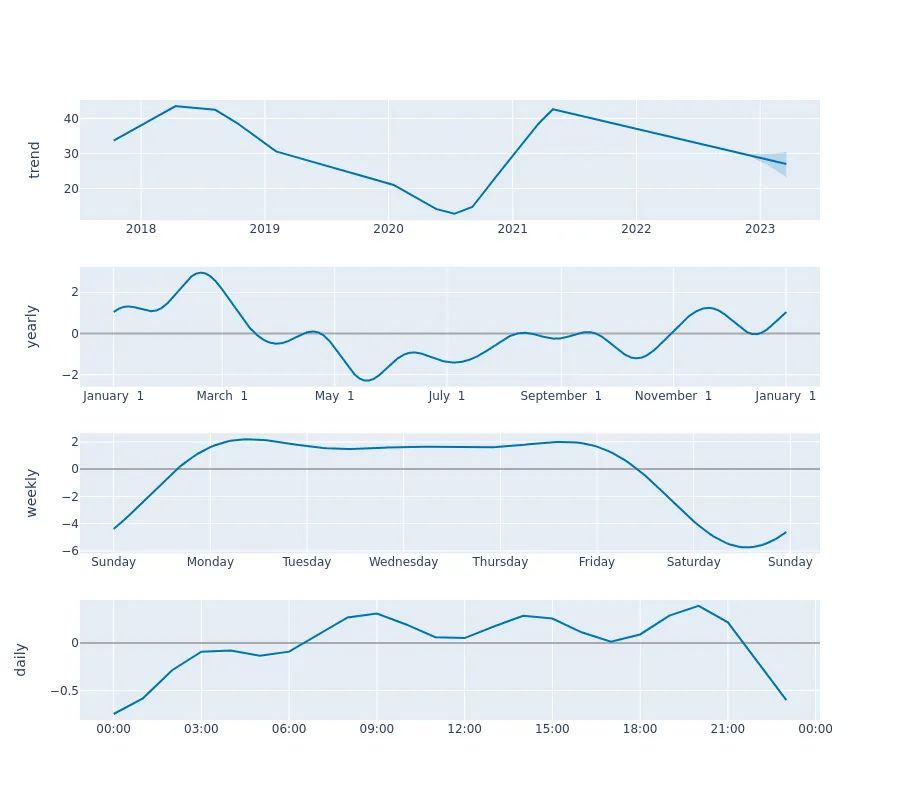 trend
40
30
20
2018 2019 2020 2021 2022 2023
yearly
2
0
−2
January 1 March 1 May 1 July 1 September 1 November 1 January 1
weekly
2
0
−2
−4
−6
Sunday Monday Tuesday Wednesday Thursday Friday Saturday Sunday
daily
0
−0.5
00:00 03:00 06:00 09:00 12:00 15:00 18:00 21:00 00:00